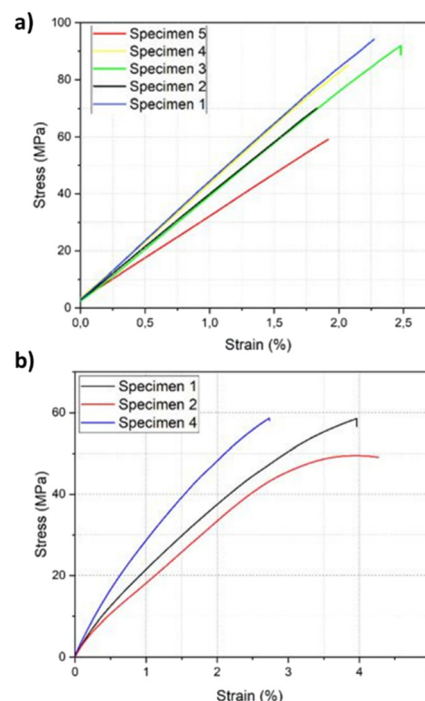 a)
100
80
60
40
20
0
Stress (MPa)
Specimen 5
Specimen 4
Specimen 3
Specimen 2
Specimen 1
0,0 0,5 1,0 1,5 2,0 2,5
Strain (%)
b)
60
40
20
0
Stress (MPa)
Specimen 1
Specimen 2
Specimen 4
0 1 2 3 4
Strain (%)